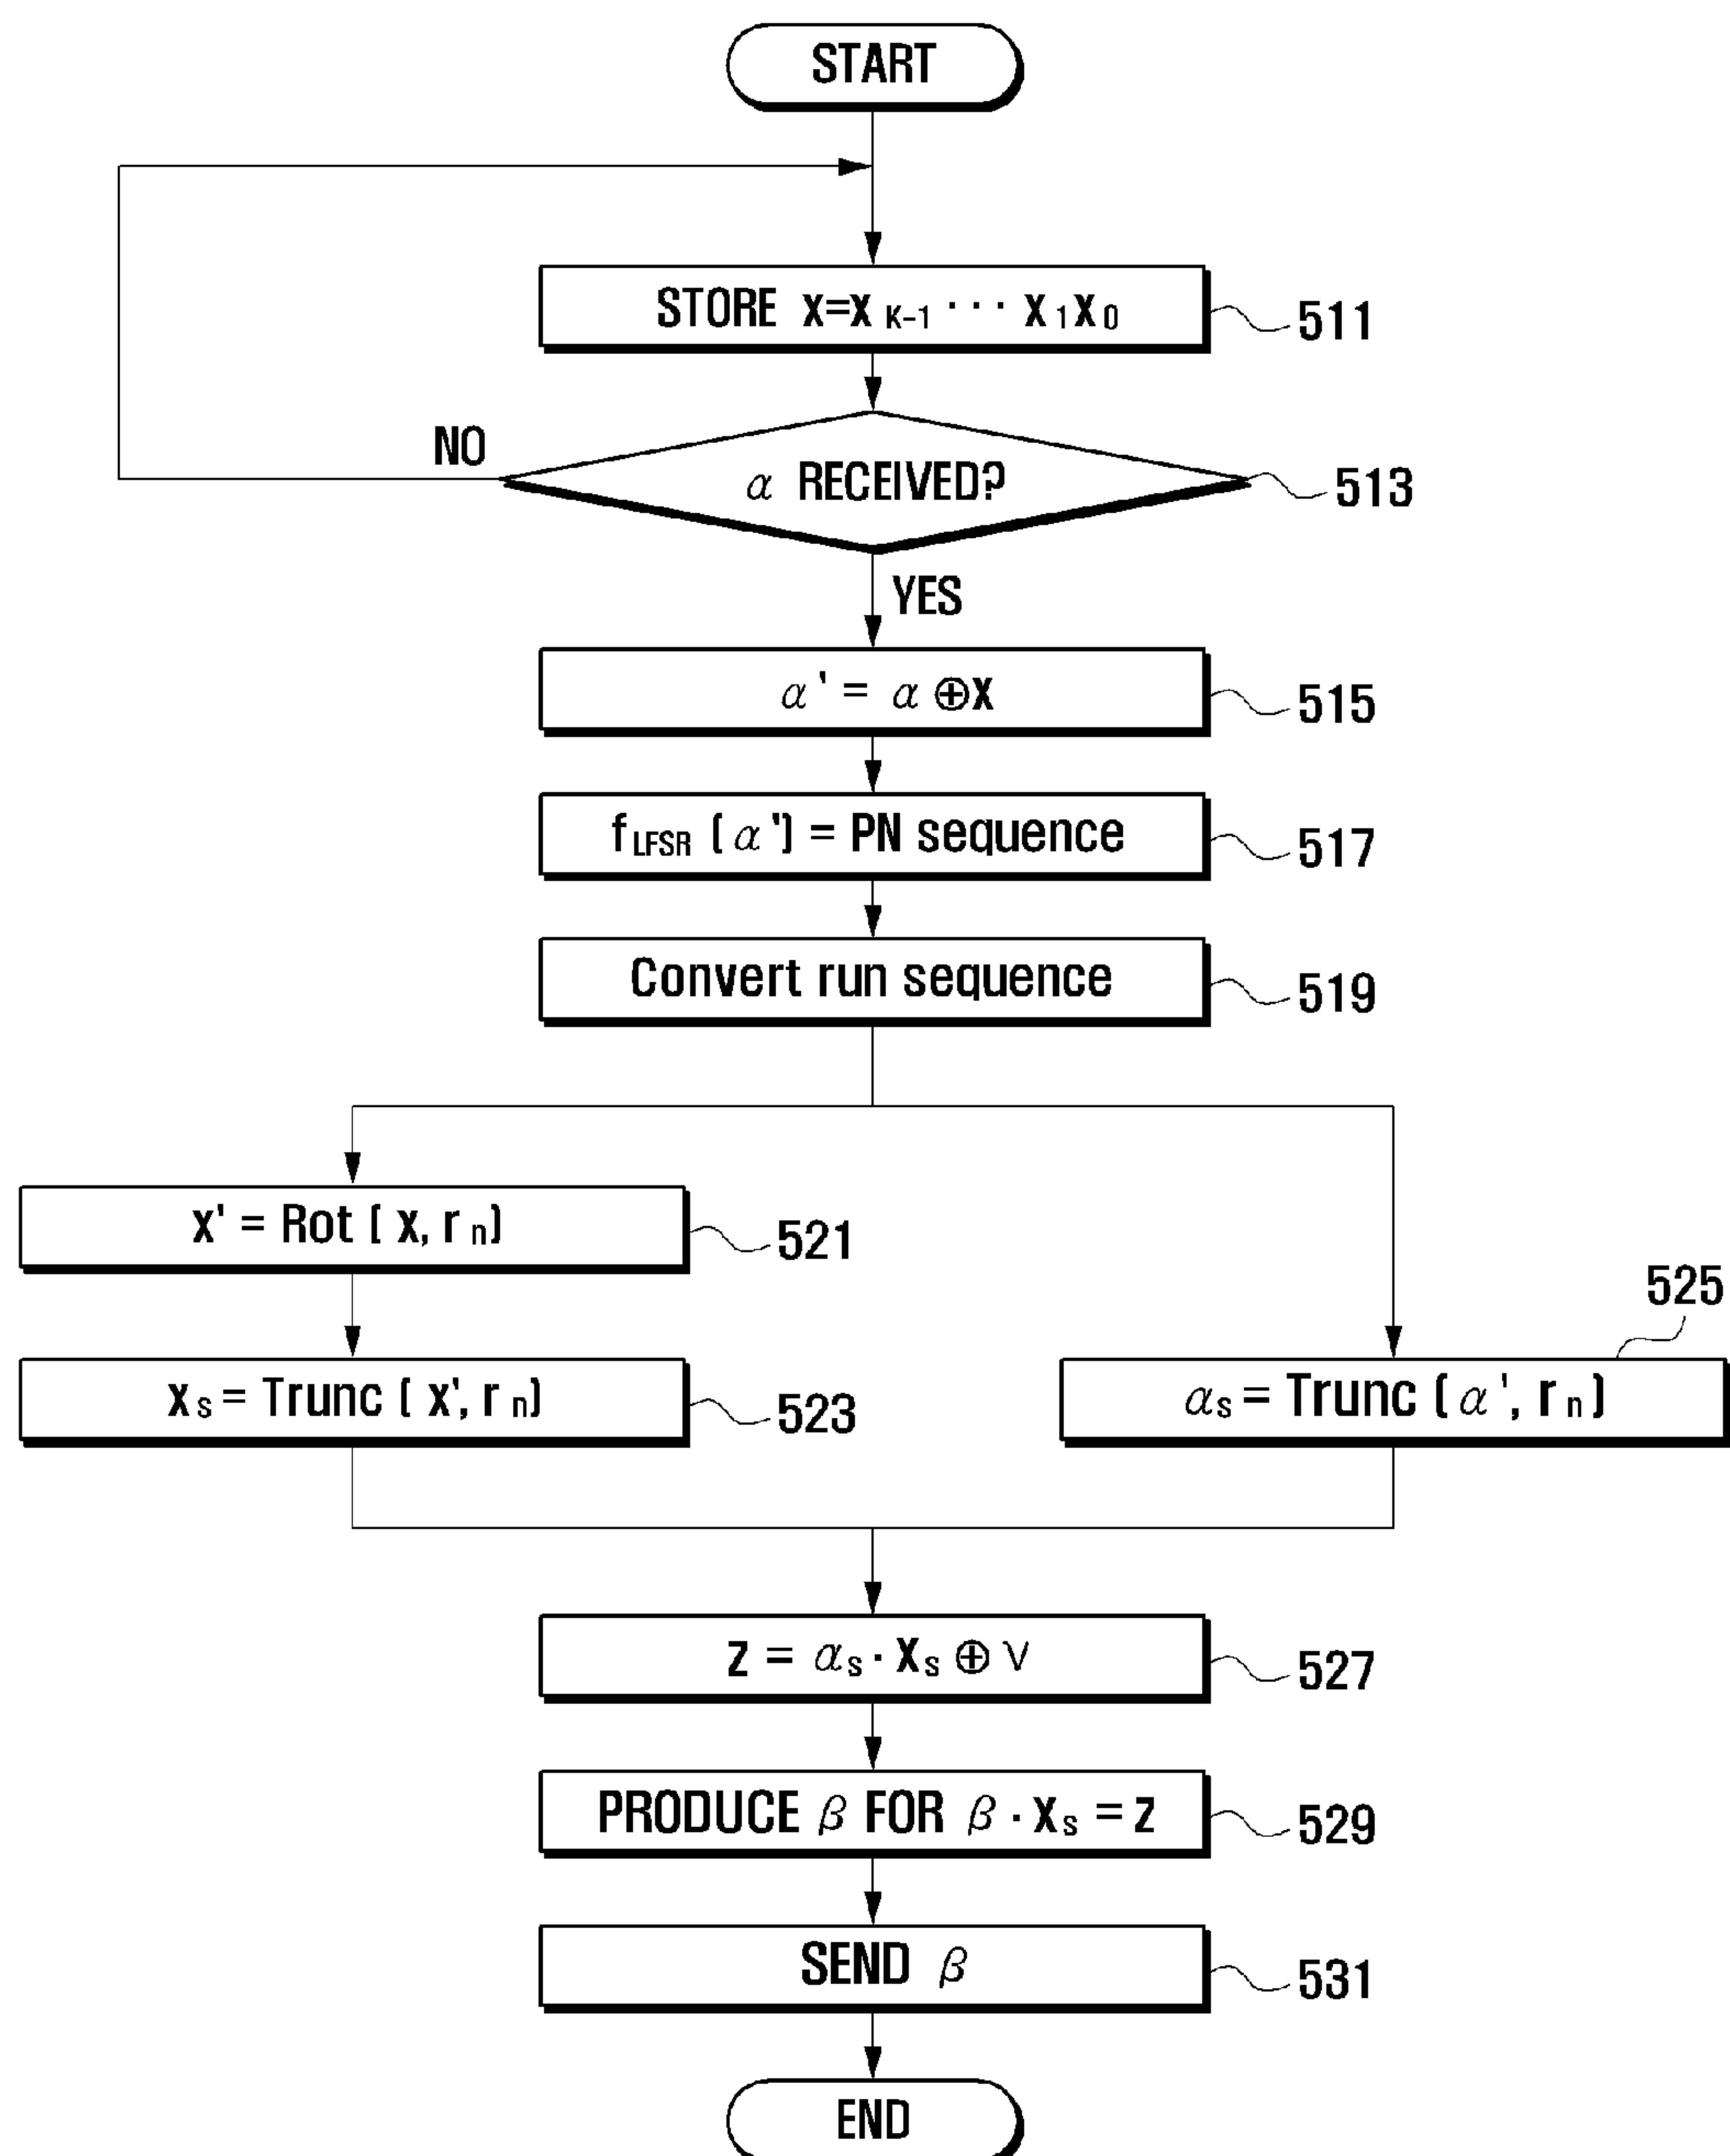 START
STORE x=x K-1 · · · x 1 x 0
511
NO
α RECEIVED?
513
YES
α' = α ⊕x
515
f LFSR (α') = PN sequence
517
Convert run sequence
519
x' = Rot ( x, r n)
521
525
x s = Trunc ( x', r n)
523
α s = Trunc ( α', r n)
z = α s · x s ⊕ ν
527
PRODUCE β FOR β · x s = z
529
SEND β
531
END